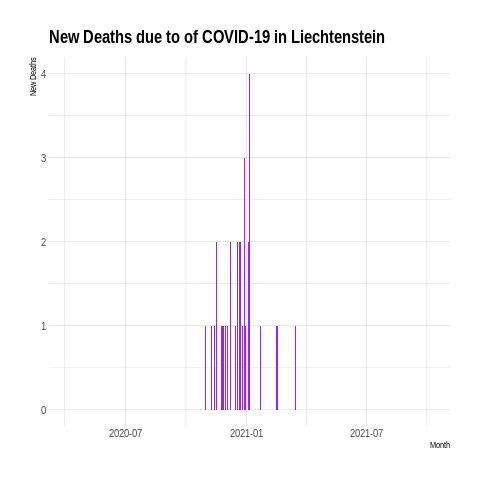 New Deaths due to of COVID-19 in Liechtenstein
New Deaths
4
3
2
1
0
2020-07
2021-01
2021-07
Month